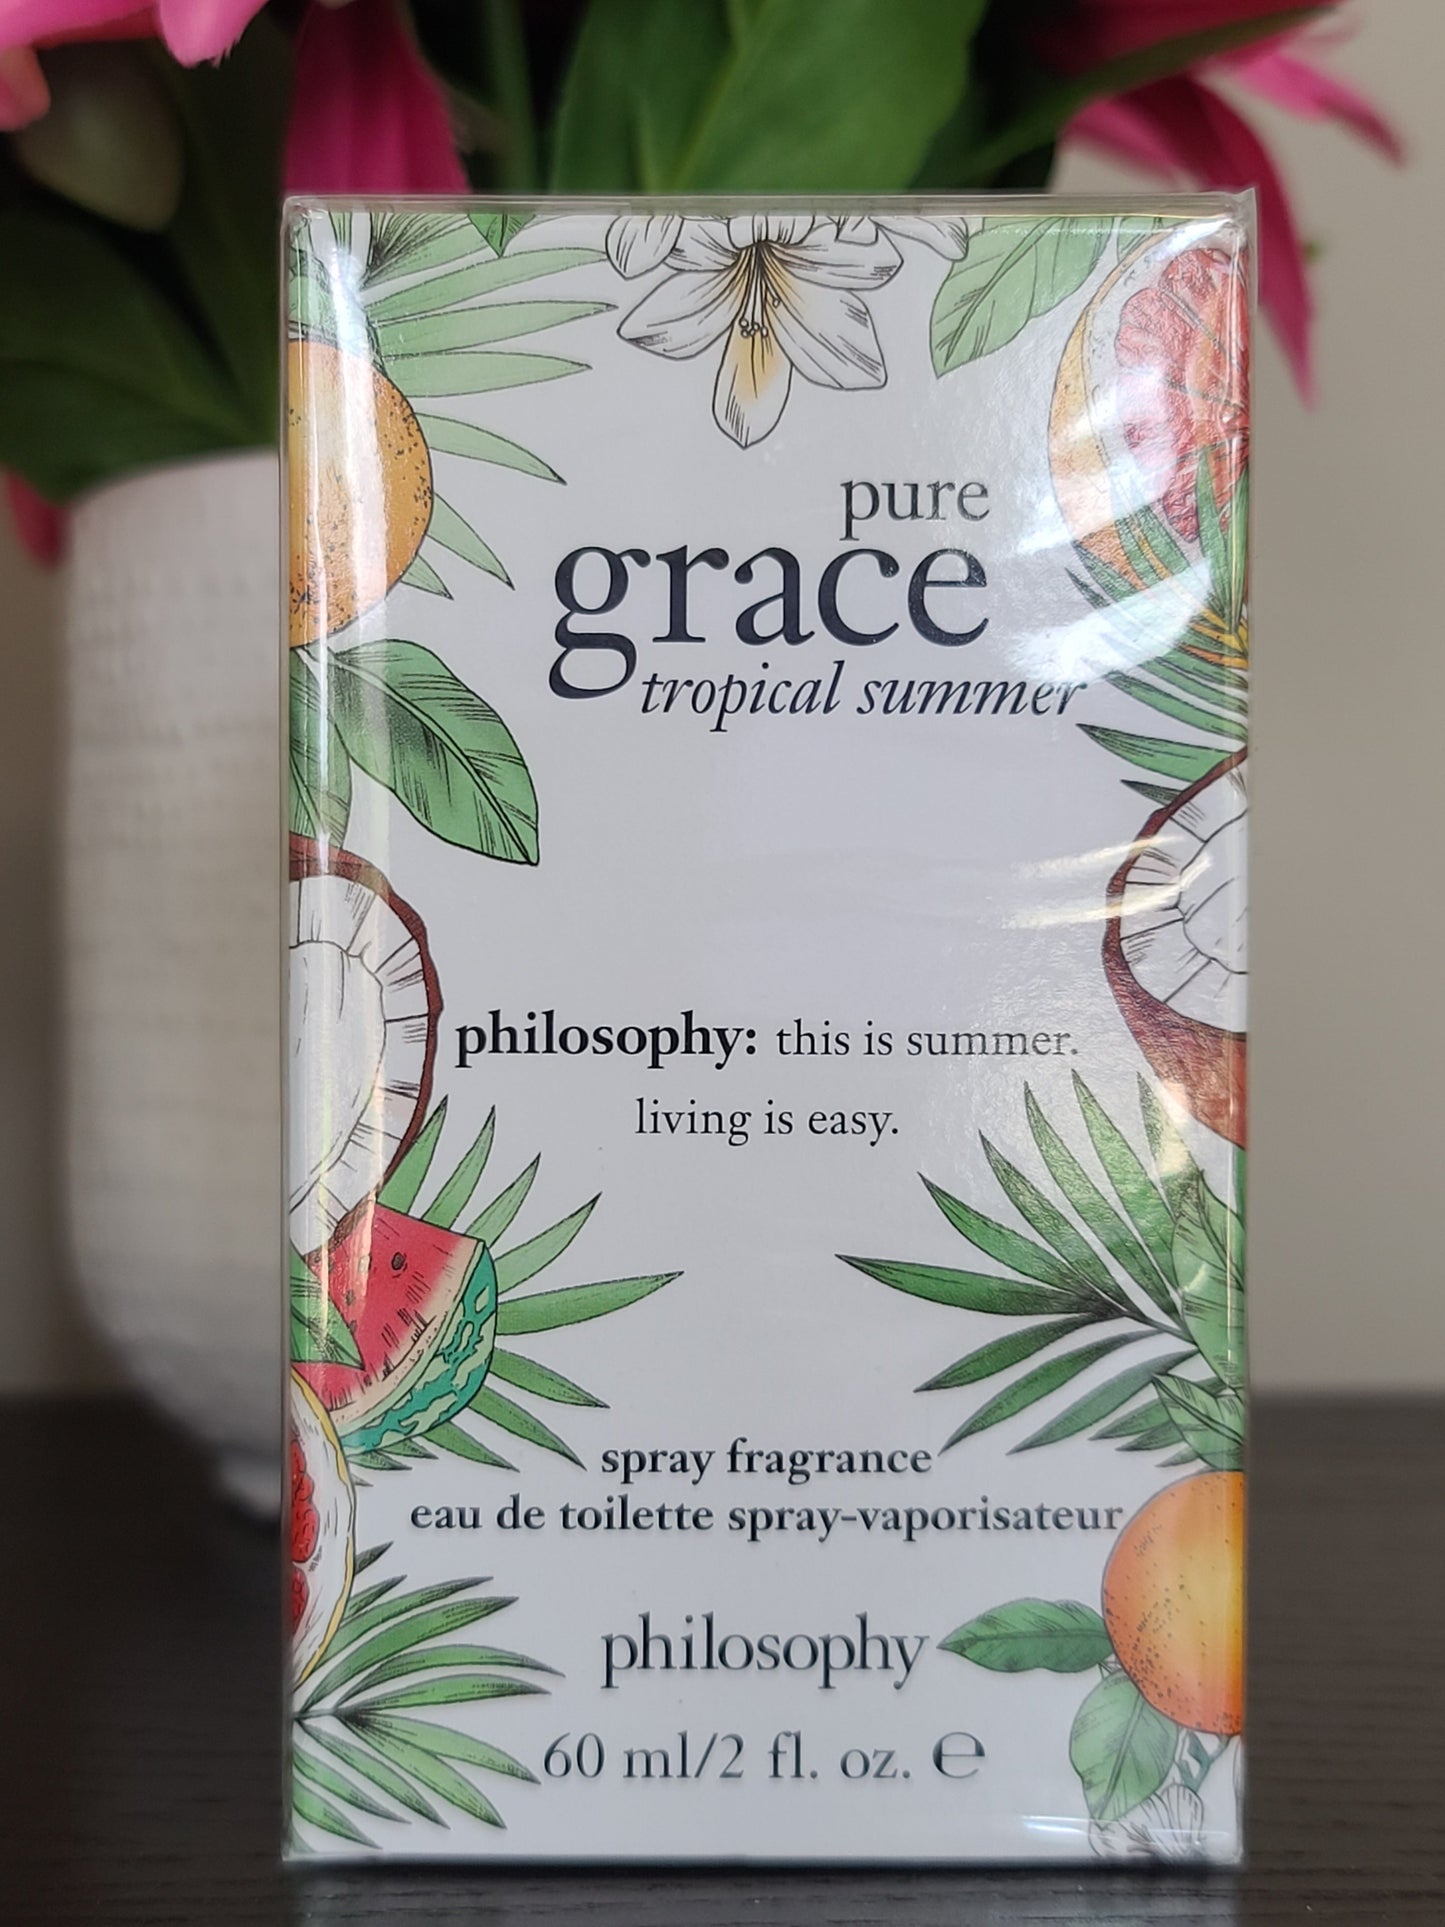 pure
grace
tropical summer
philosophy: this is summer.
living is easy.
spray fragrance
eau de toilette spray-vaporisateur
philosophy
60 ml/2 fl. oz. ℮